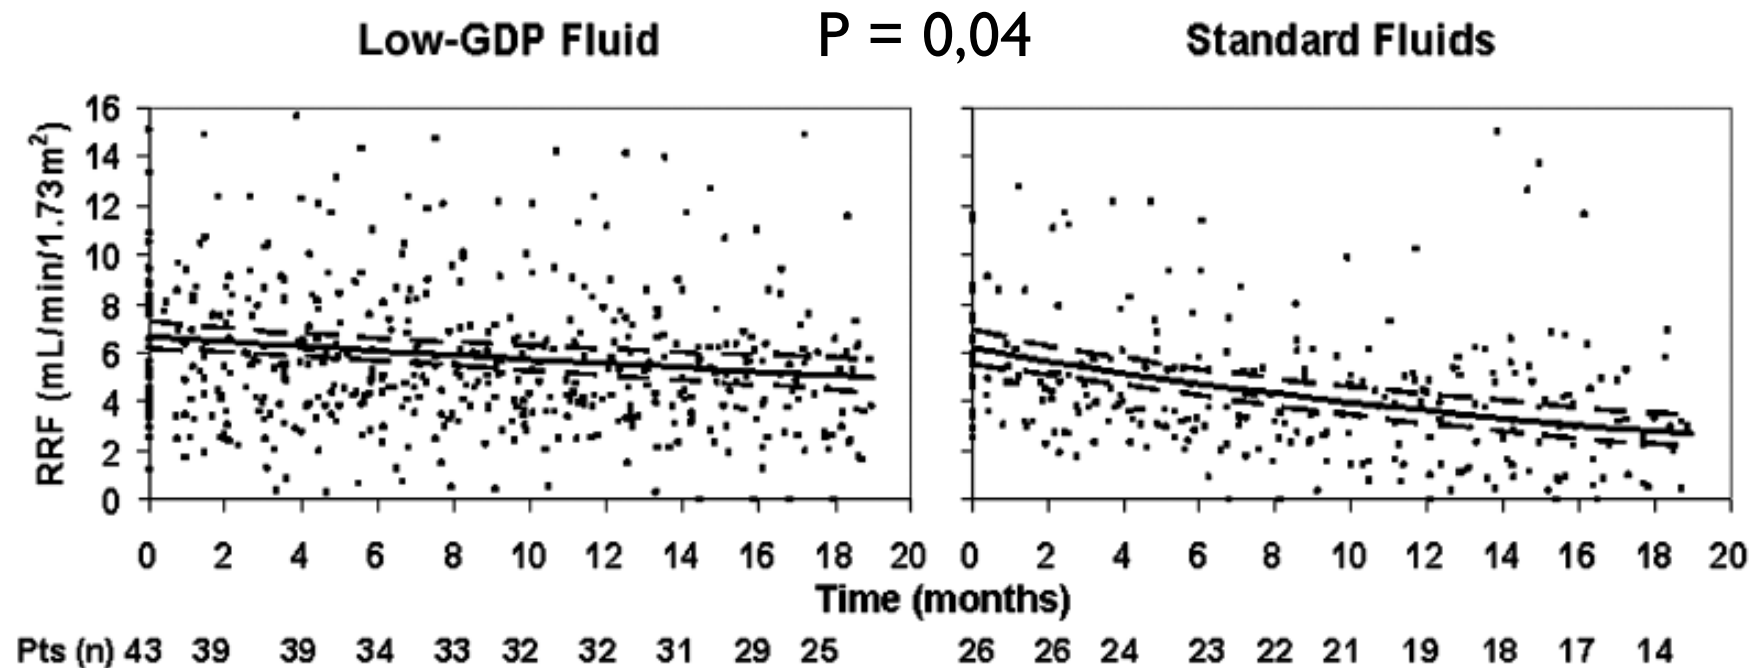 Low-GDP Fluid P = 0,04 Standard Fluids
RRF (mL/min/1.73m²)
16
14
12
10
8
6
4
2
0
0 2 4 6 8 10 12 14 16 18 20 0 2 4 6 8 10 12 14 16 18 20
Time (months)
Pts (n) 43 39 39 34 33 32 32 31 29 25 26 26 24 23 22 21 19 18 17 14